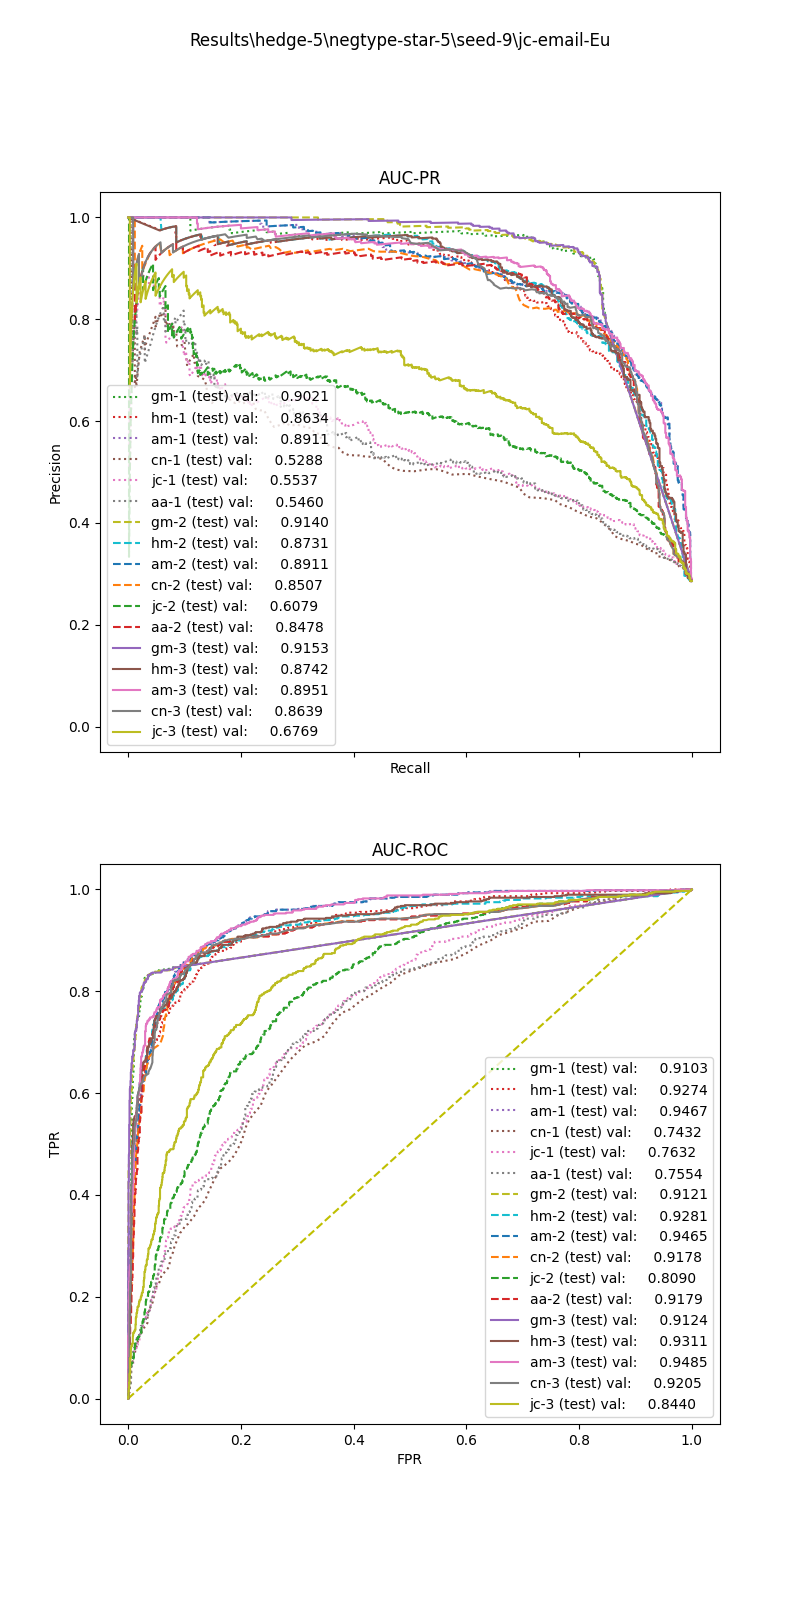 Results\hedge-5\negtype-star-5\seed-9\jc-email-Eu
AUC-PR
1.0
0.8
0.6
0.4
0.2
0.0
Precision
gm-1 (test) val: 0.9021
hm-1 (test) val: 0.8634
am-1 (test) val: 0.8911
cn-1 (test) val: 0.5288
jc-1 (test) val: 0.5537
aa-1 (test) val: 0.5460
gm-2 (test) val: 0.9140
hm-2 (test) val: 0.8731
am-2 (test) val: 0.8911
cn-2 (test) val: 0.8507
jc-2 (test) val: 0.6079
aa-2 (test) val: 0.8478
gm-3 (test) val: 0.9153
hm-3 (test) val: 0.8742
am-3 (test) val: 0.8951
cn-3 (test) val: 0.8639
jc-3 (test) val: 0.6769
Recall
AUC-ROC
1.0
0.8
0.6
0.4
0.2
0.0
TPR
gm-1 (test) val: 0.9103
hm-1 (test) val: 0.9274
am-1 (test) val: 0.9467
cn-1 (test) val: 0.7432
jc-1 (test) val: 0.7632
aa-1 (test) val: 0.7554
gm-2 (test) val: 0.9121
hm-2 (test) val: 0.9281
am-2 (test) val: 0.9465
cn-2 (test) val: 0.9178
jc-2 (test) val: 0.8090
aa-2 (test) val: 0.9179
gm-3 (test) val: 0.9124
hm-3 (test) val: 0.9311
am-3 (test) val: 0.9485
cn-3 (test) val: 0.9205
jc-3 (test) val: 0.8440
0.0 0.2 0.4 0.6 0.8 1.0
FPR